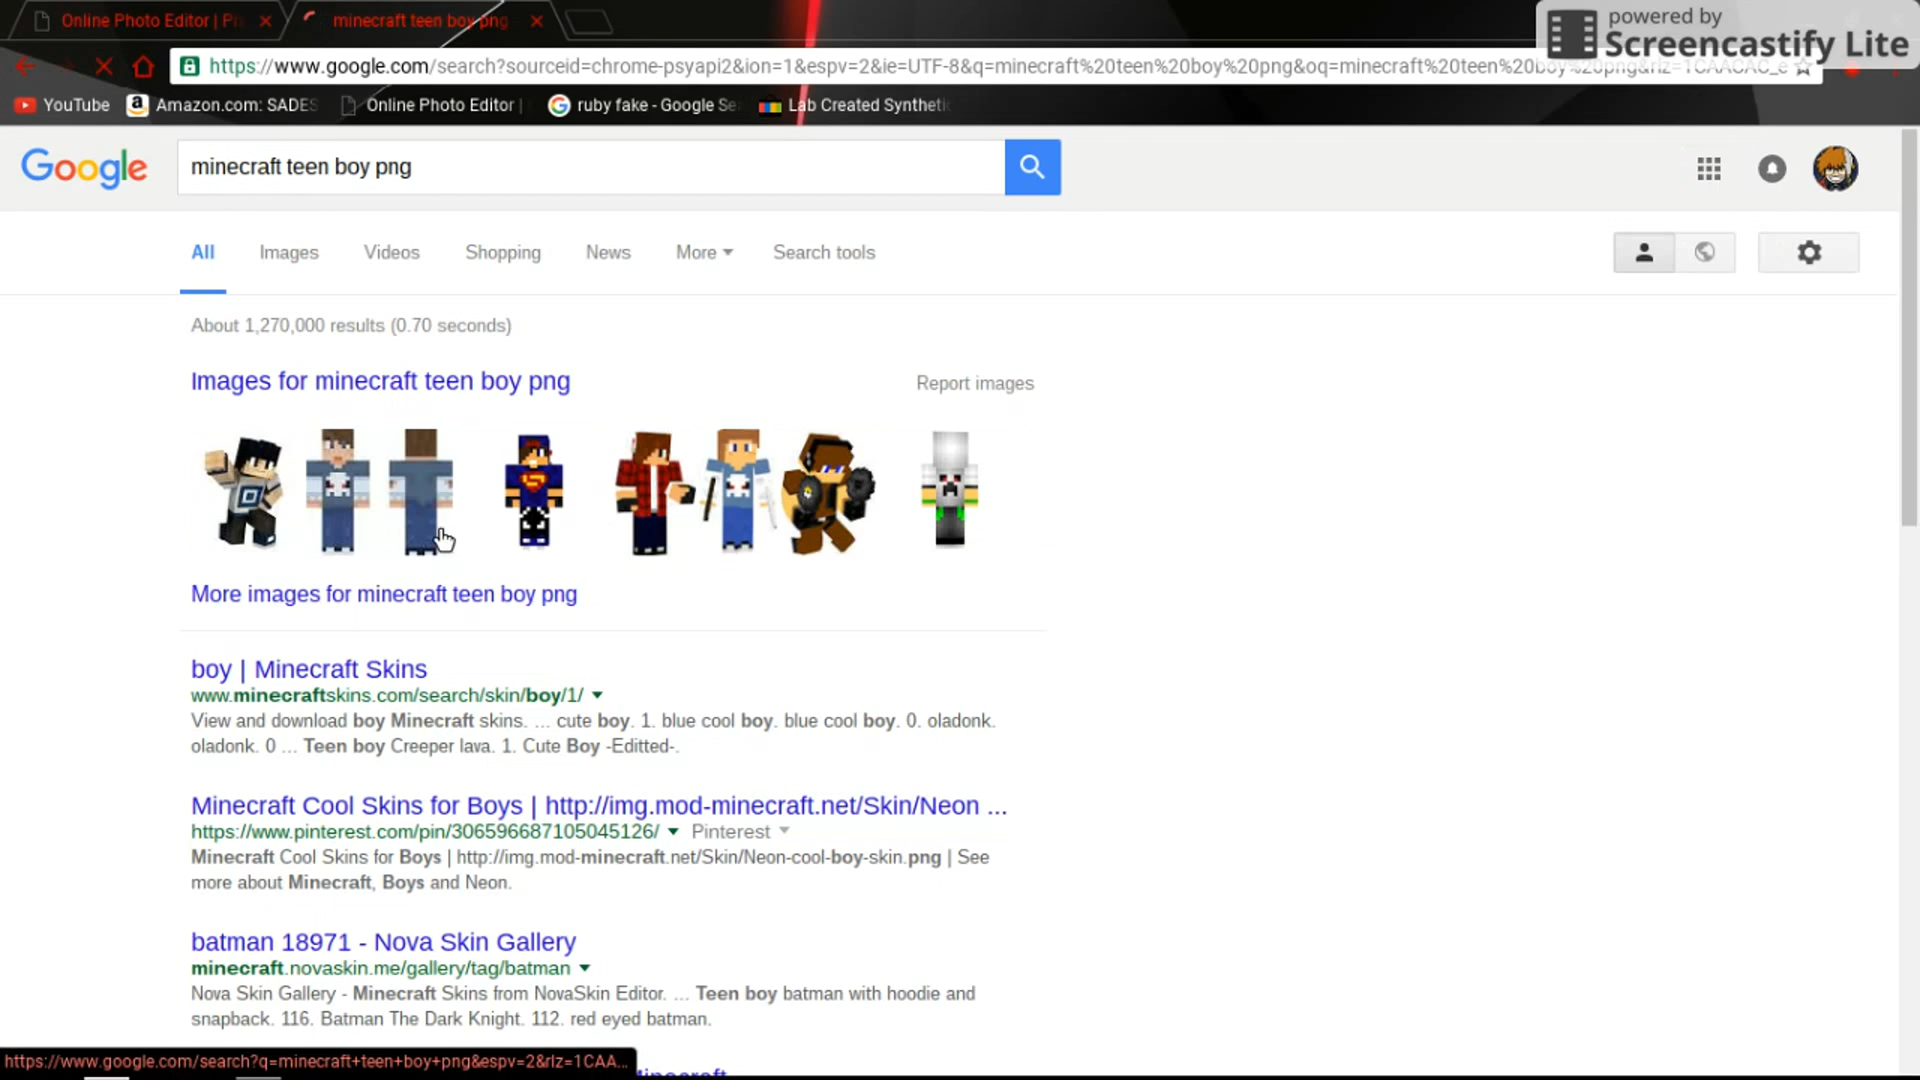 Online Photo Editor | Pi
minecraft teen boy png
powered by
Screencastify Lite
https://www.google.com/search?sourceid=chrome-psyapi2&ion=1&espv=2&ie=UTF-8&q=minecraft%20teen%20boy%20png&oq=minecraft%20teen%20boy%20png&rlz=1CAACAC_e
YouTube
Amazon.com: SADES
Online Photo Editor |
ruby fake - Google Se
Lab Created Syntheti
Google
minecraft teen boy png
All
Images
Videos
Shopping
News
More
Search tools
About 1,270,000 results (0.70 seconds)
Images for minecraft teen boy png
Report images
More images for minecraft teen boy png
boy | Minecraft Skins
www.minecraftskins.com/search/skin/boy/1/
View and download boy Minecraft skins. ... cute boy. 1. blue cool boy. blue cool boy. 0. oladonk.
oladonk. 0 ... Teen boy Creeper lava. 1. Cute Boy -Editted-.
Minecraft Cool Skins for Boys | http://img.mod-minecraft.net/Skin/Neon ...
https://www.pinterest.com/pin/306596687105045126/ Pinterest
Minecraft Cool Skins for Boys | http://img.mod-minecraft.net/Skin/Neon-cool-boy-skin.png | See
more about Minecraft, Boys and Neon.
batman 18971 - Nova Skin Gallery
minecraft.novaskin.me/gallery/tag/batman
Nova Skin Gallery - Minecraft Skins from NovaSkin Editor. ... Teen boy batman with hoodie and
snapback. 116. Batman The Dark Knight. 112. red eyed batman.
https://www.google.com/search?q=minecraft+teen+boy+png&espv=2&rlz=1CAA...